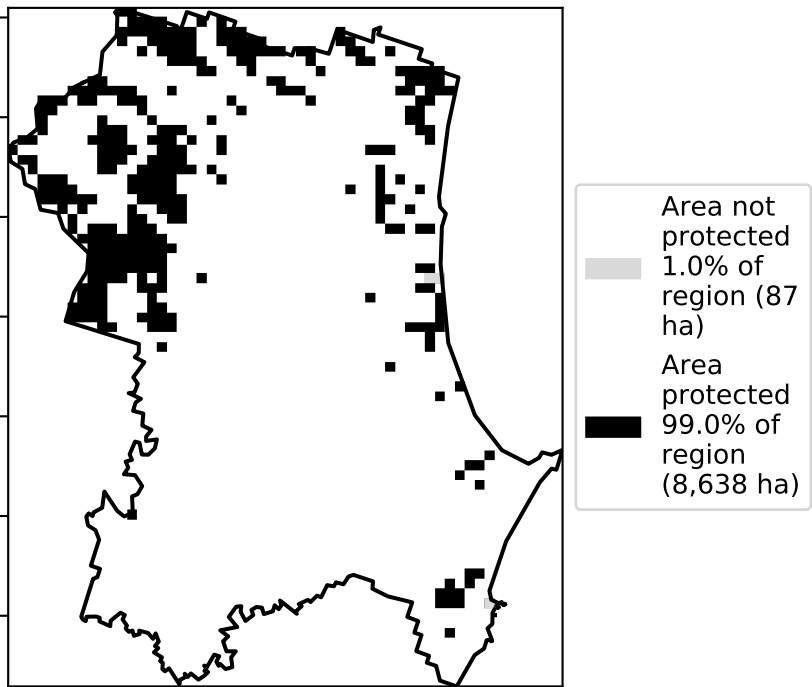 Area not
protected
1.0% of
region (87
ha)
Area
protected
99.0% of
region
(8,638 ha)